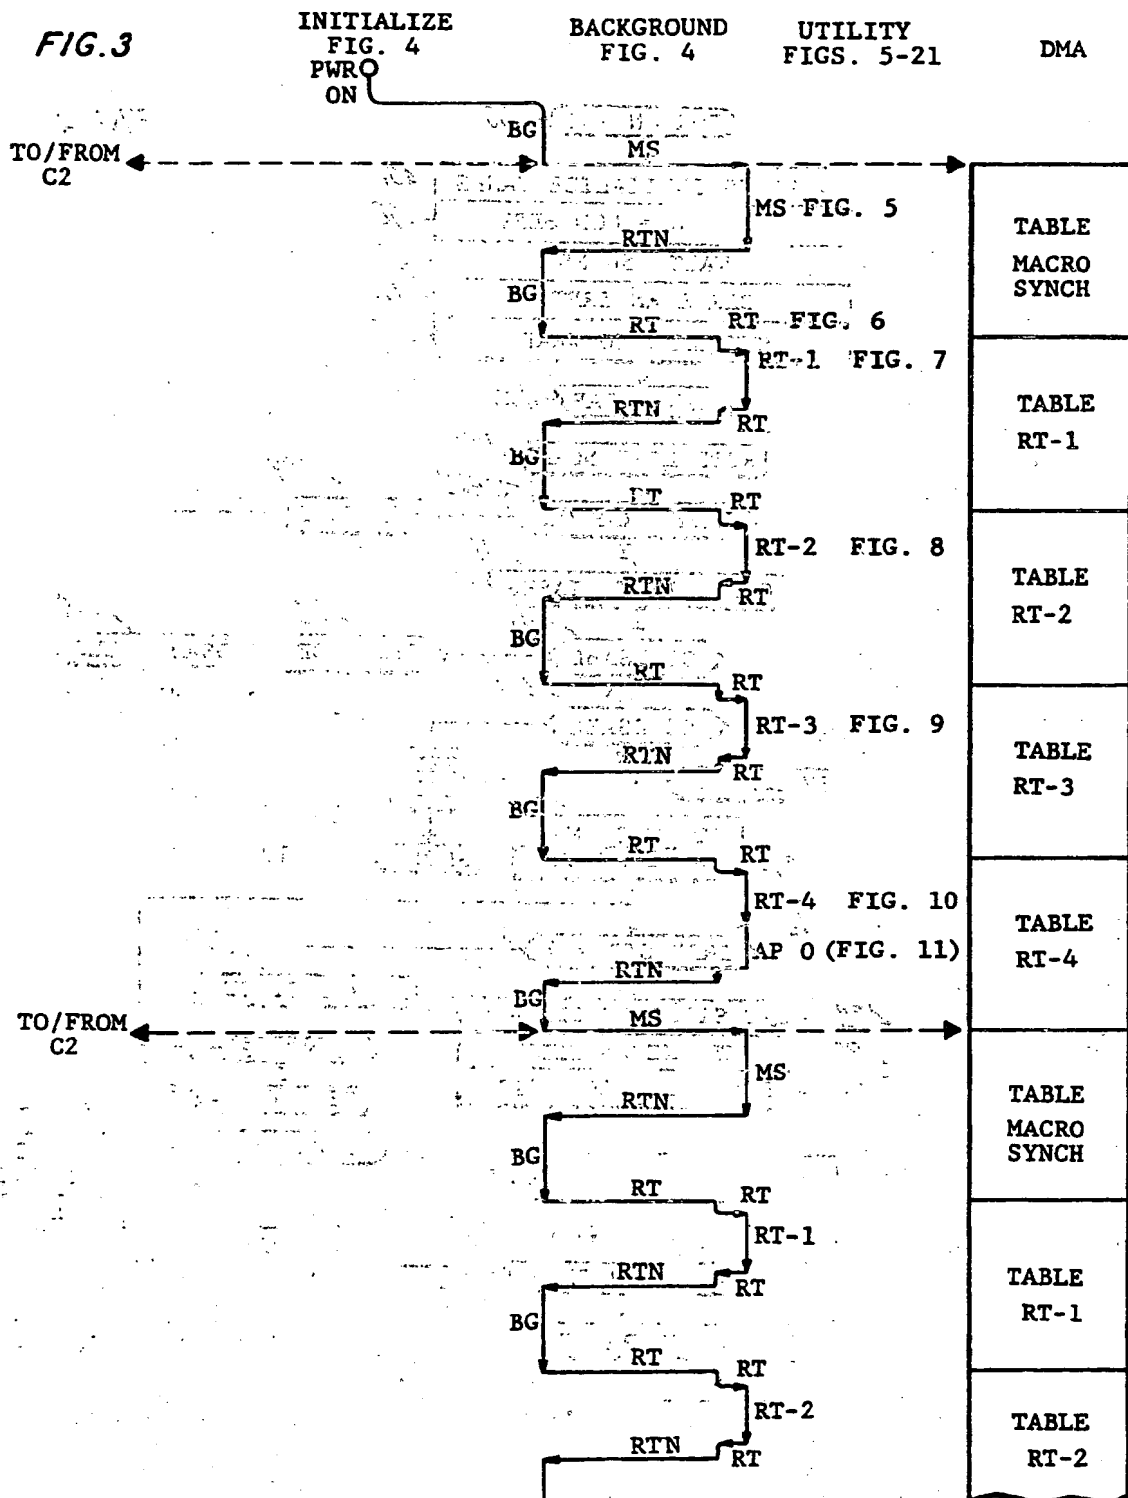 FIG.3
INITIALIZE
FIG. 4
BACKGROUND
FIG. 4
UTILITY
FIGS. 5-21
DMA
PWR
ON
BG
TO/FROM
C2
MS
MS FIG. 5
TABLE
MACRO
SYNCH
RTN
BG
RT
RT FIG. 6
RT-1 FIG. 7
TABLE
RT-1
RTN
RT
BG
RT
RT
RT-2 FIG. 8
TABLE
RT-2
RTN
RT
BG
RT
RT
RT-3 FIG. 9
TABLE
RT-3
RTN
RT
BG
RT
RT
RT-4 FIG. 10
TABLE
RT-4
AP 0 (FIG. 11)
RTN
BG
TO/FROM
C2
MS
MS
TABLE
MACRO
SYNCH
RTN
BG
RT
RT
RT-1
TABLE
RT-1
RTN
RT
BG
RT
RT
RT-2
TABLE
RT-2
RTN
RT